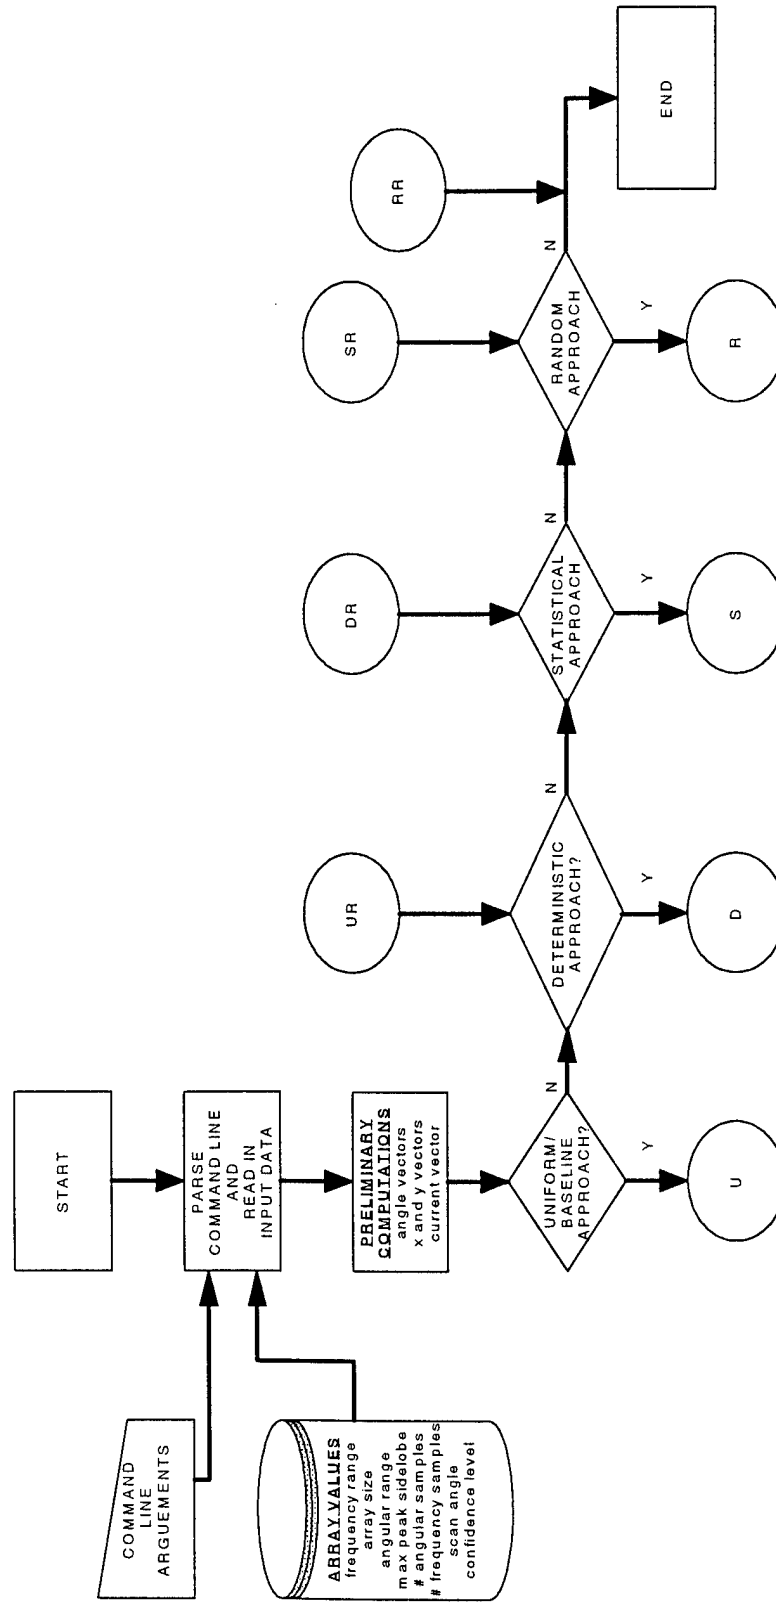 START
COMMAND
LINE
ARGUEMENTS
PARSE
COMMAND LINE
AND
READ IN
INPUT DATA
ARRAY VALUES
frequency range
array size
angular range
max peak sidelobe
# angular samples
# frequency samples
scan angle
confidence level
PRELIMINARY
COMPUTATIONS
angle vectors
x and y vectors
current vector
UNIFORM/
BASELINE
APPROACH?
N
Y
U
UR
DETERMINISTIC
APPROACH?
N
Y
D
DR
STATISTICAL
APPROACH
N
Y
S
SR
RANDOM
APPROACH
N
Y
R
RR
END